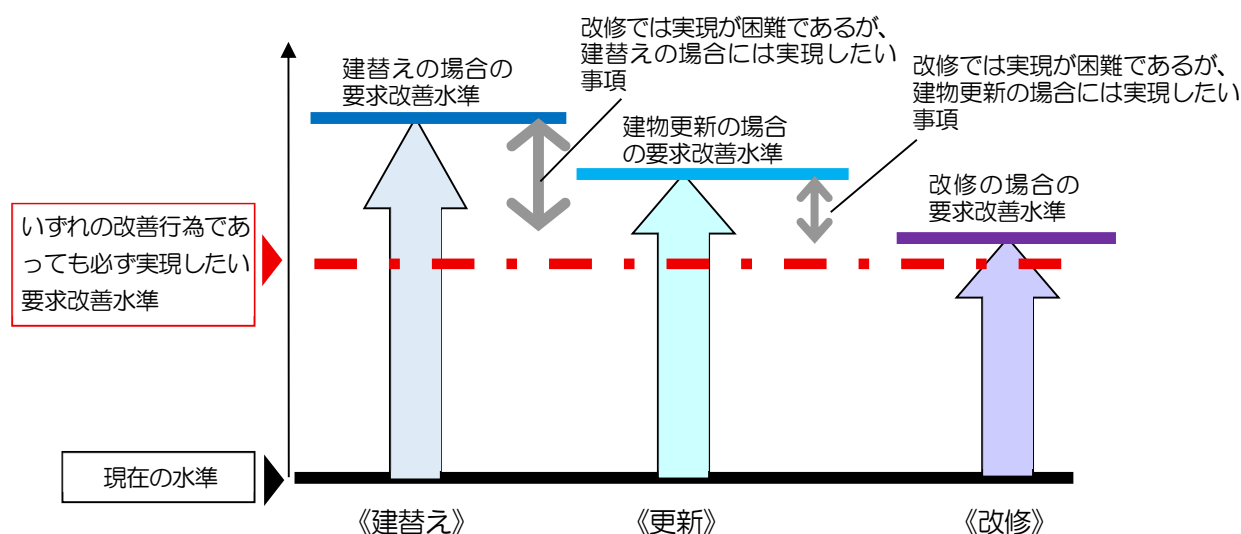 改修では実現が困難であるが、
建替えの場合には実現したい
事項
建替えの場合の
要求改善水準
改修では実現が困難であるが、
建物更新の場合には実現したい
事項
建物更新の場合
の要求改善水準
改修の場合の
要求改善水準
いずれの改善行為であ
っても必ず実現したい
要求改善水準
現在の水準
《建替え》
《更新》
《改修》